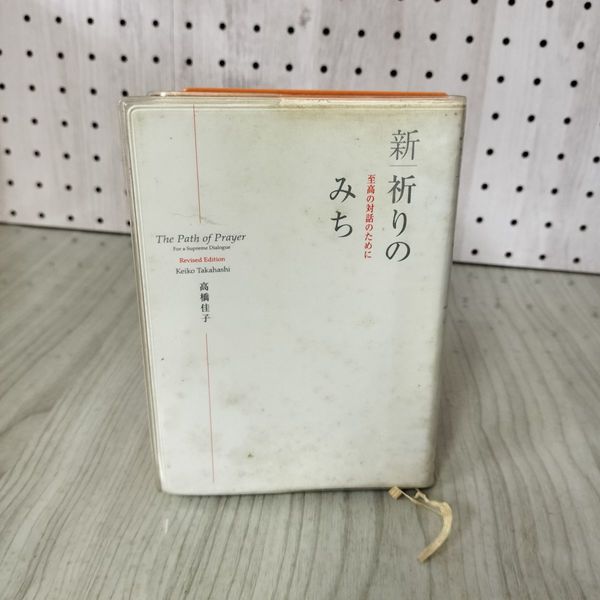 新 祈りの
みち
至高の対話のために
The Path of Prayer
For a Supreme Dialogue
Revised Edition
Keiko Takahashi
高橋佳子